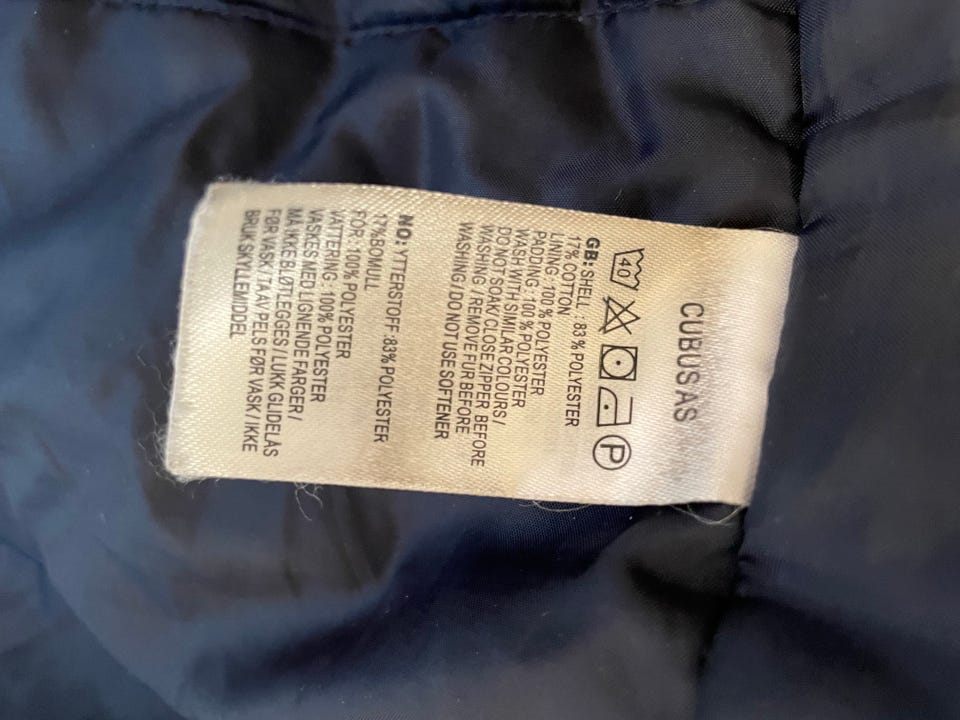 CUBUS AS
40 P
GB: SHELL : 83 % POLYESTER
17% COTTON
LINING : 100 % POLYESTER
PADDING : 100 % POLYESTER
WASH WITH SIMILAR COLOURS /
DO NOT SOAK / CLOSE ZIPPER BEFORE
WASHING / REMOVE FUR BEFORE
WASHING / DO NOT USE SOFTENER
NO: YTTERSTOFF :83% POLYESTER
17%BOMULL
FÔR : 100% POLYESTER
VATTERING : 100% POLYESTER
VASKES MED LIGNENDE FARGER /
MÅ IKKE BLØTLEGGES / LUKK GLIDELÅS
FØR VASK / TA AV PELS FØR VASK / IKKE
BRUK SKYLLEMIDDEL